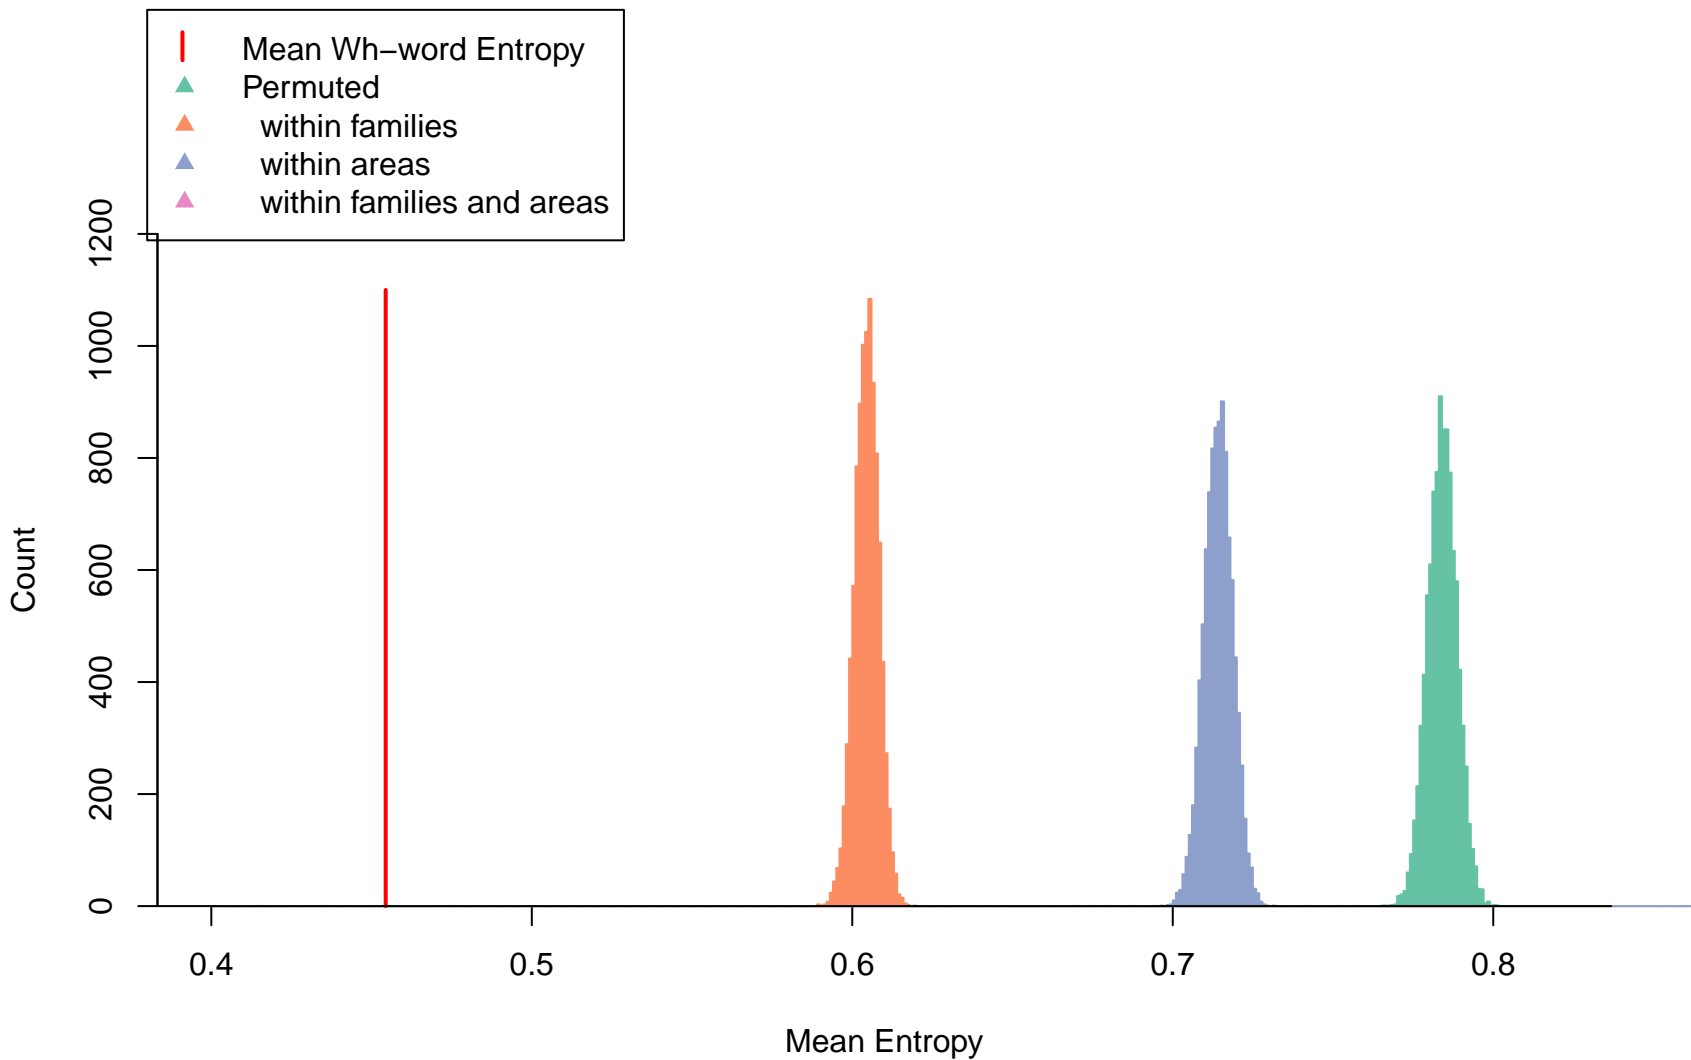 Mean Wh−word Entropy
Permuted
within families
within areas
within families and areas
1200
1000
800
600
400
200
0
Count
0.4 0.5 0.6 0.7 0.8
Mean Entropy